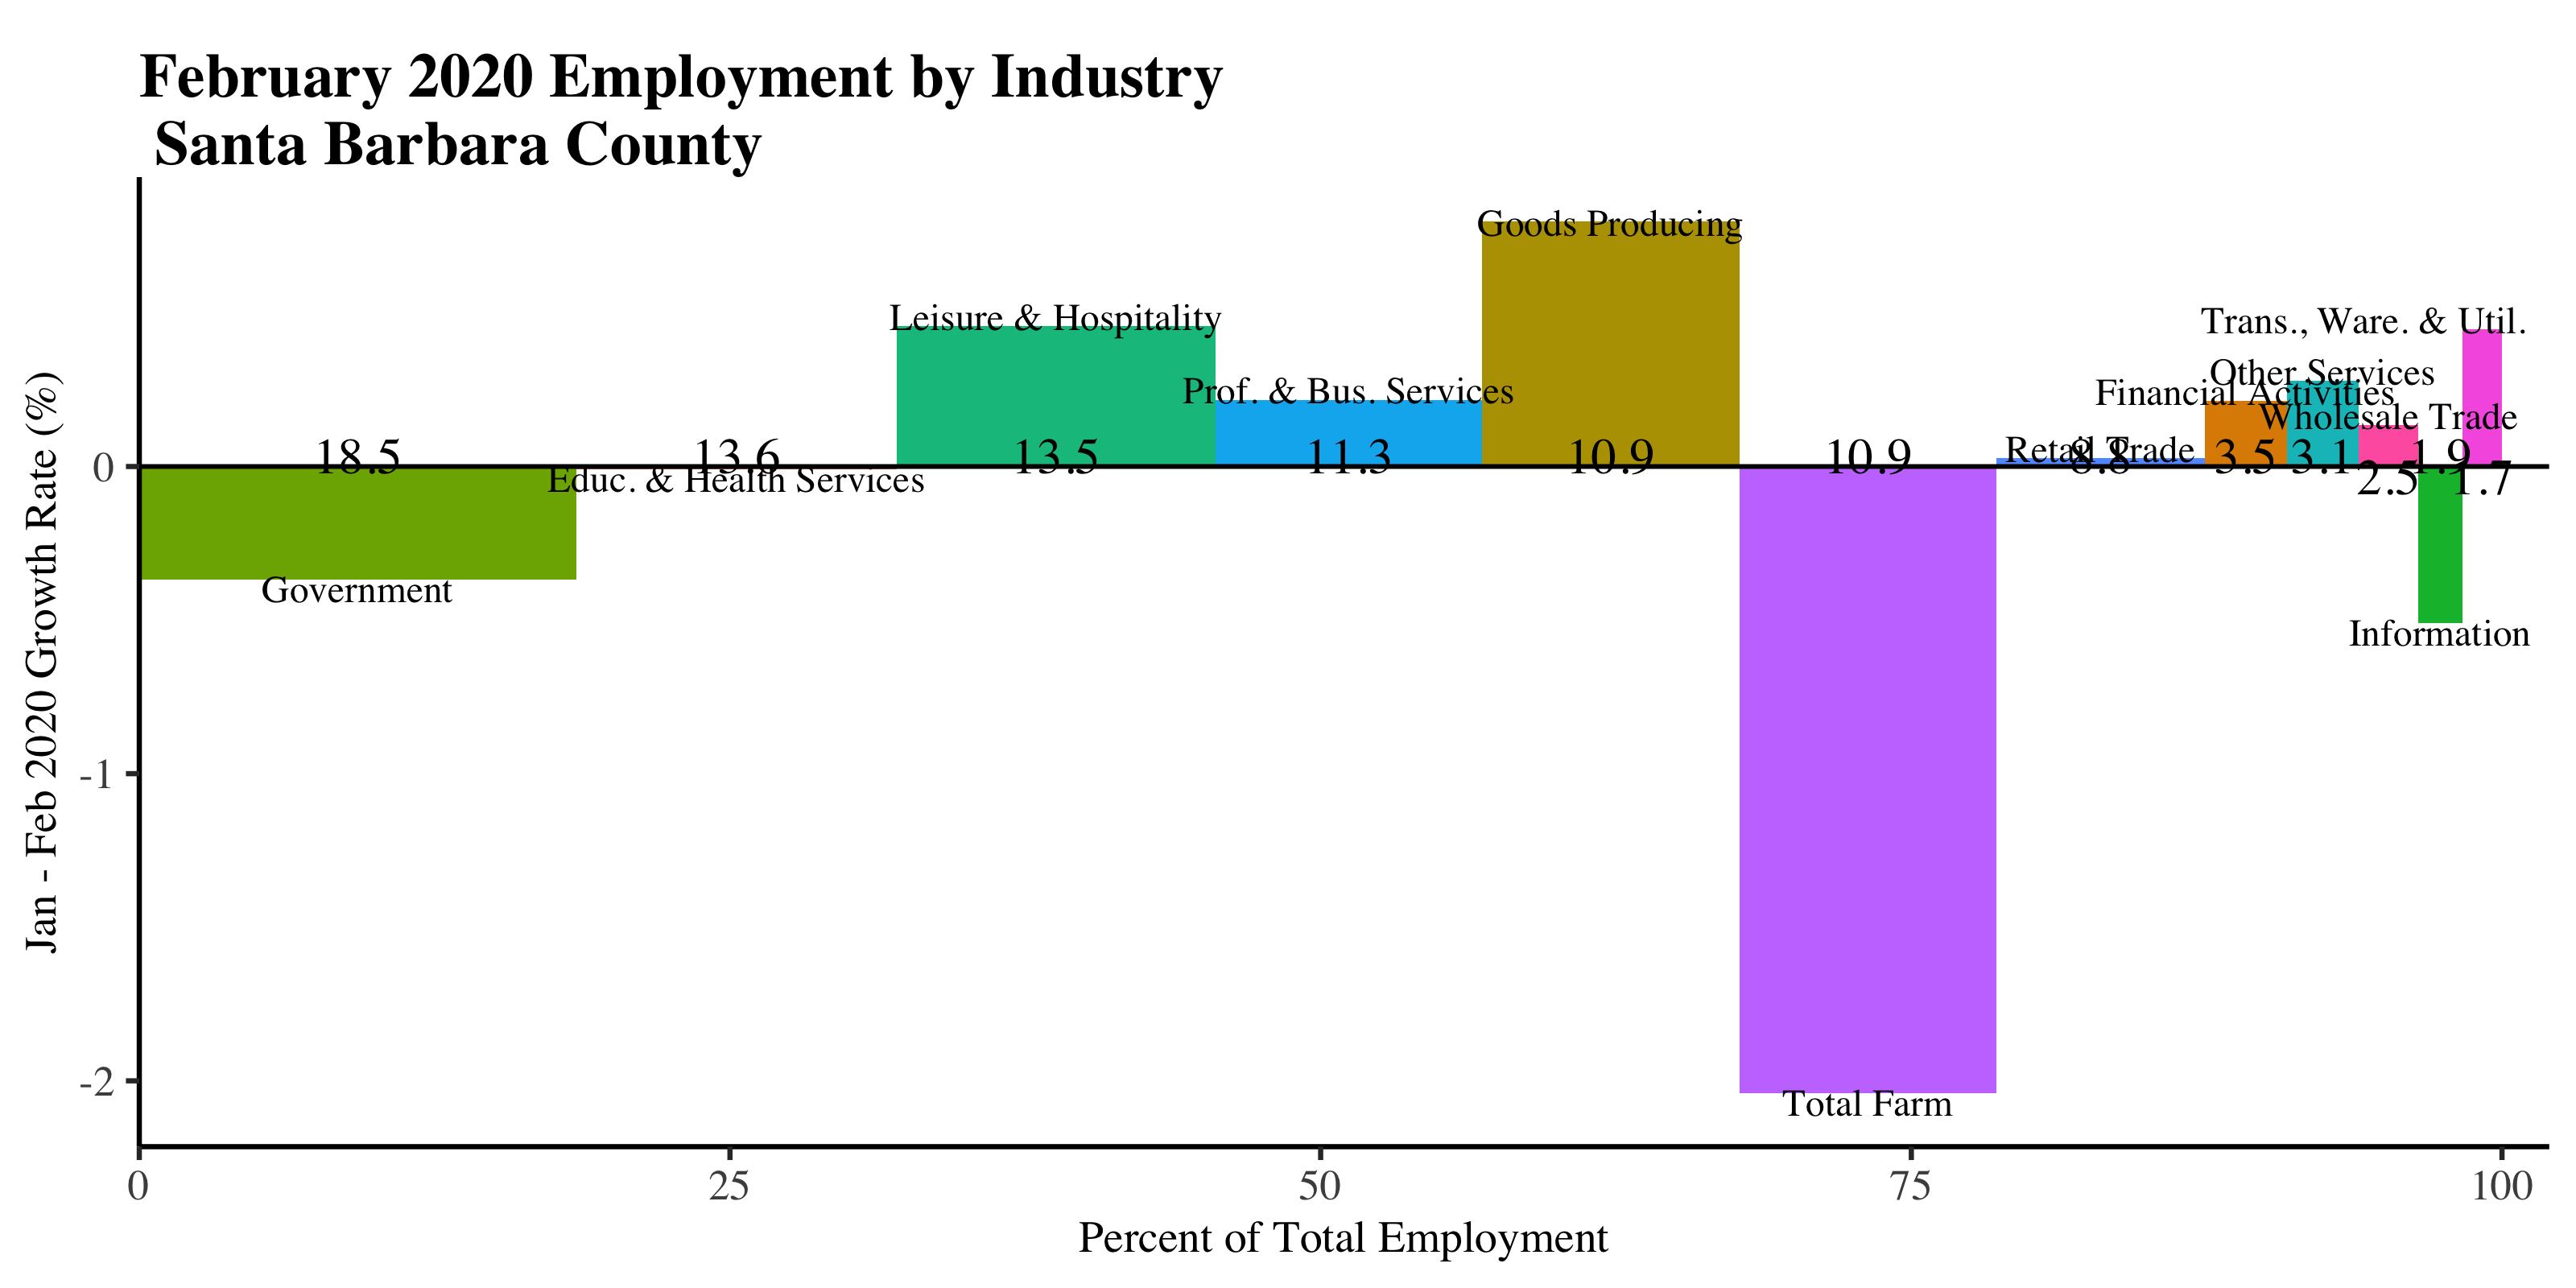 February 2020 Employment by Industry
Santa Barbara County
Jan - Feb 2020 Growth Rate (%)
0
-1
-2
Goods Producing
Leisure & Hospitality
Trans., Ware. & Util.
Other Services
Prof. & Bus. Services
Financial Activities
Wholesale Trade
Retail Trade
18.5
13.6
13.5
11.3
10.9
10.9
8.8
3.5
3.1
2.5
1.9
1.7
Educ. & Health Services
Government
Information
Total Farm
0
25
50
75
100
Percent of Total Employment